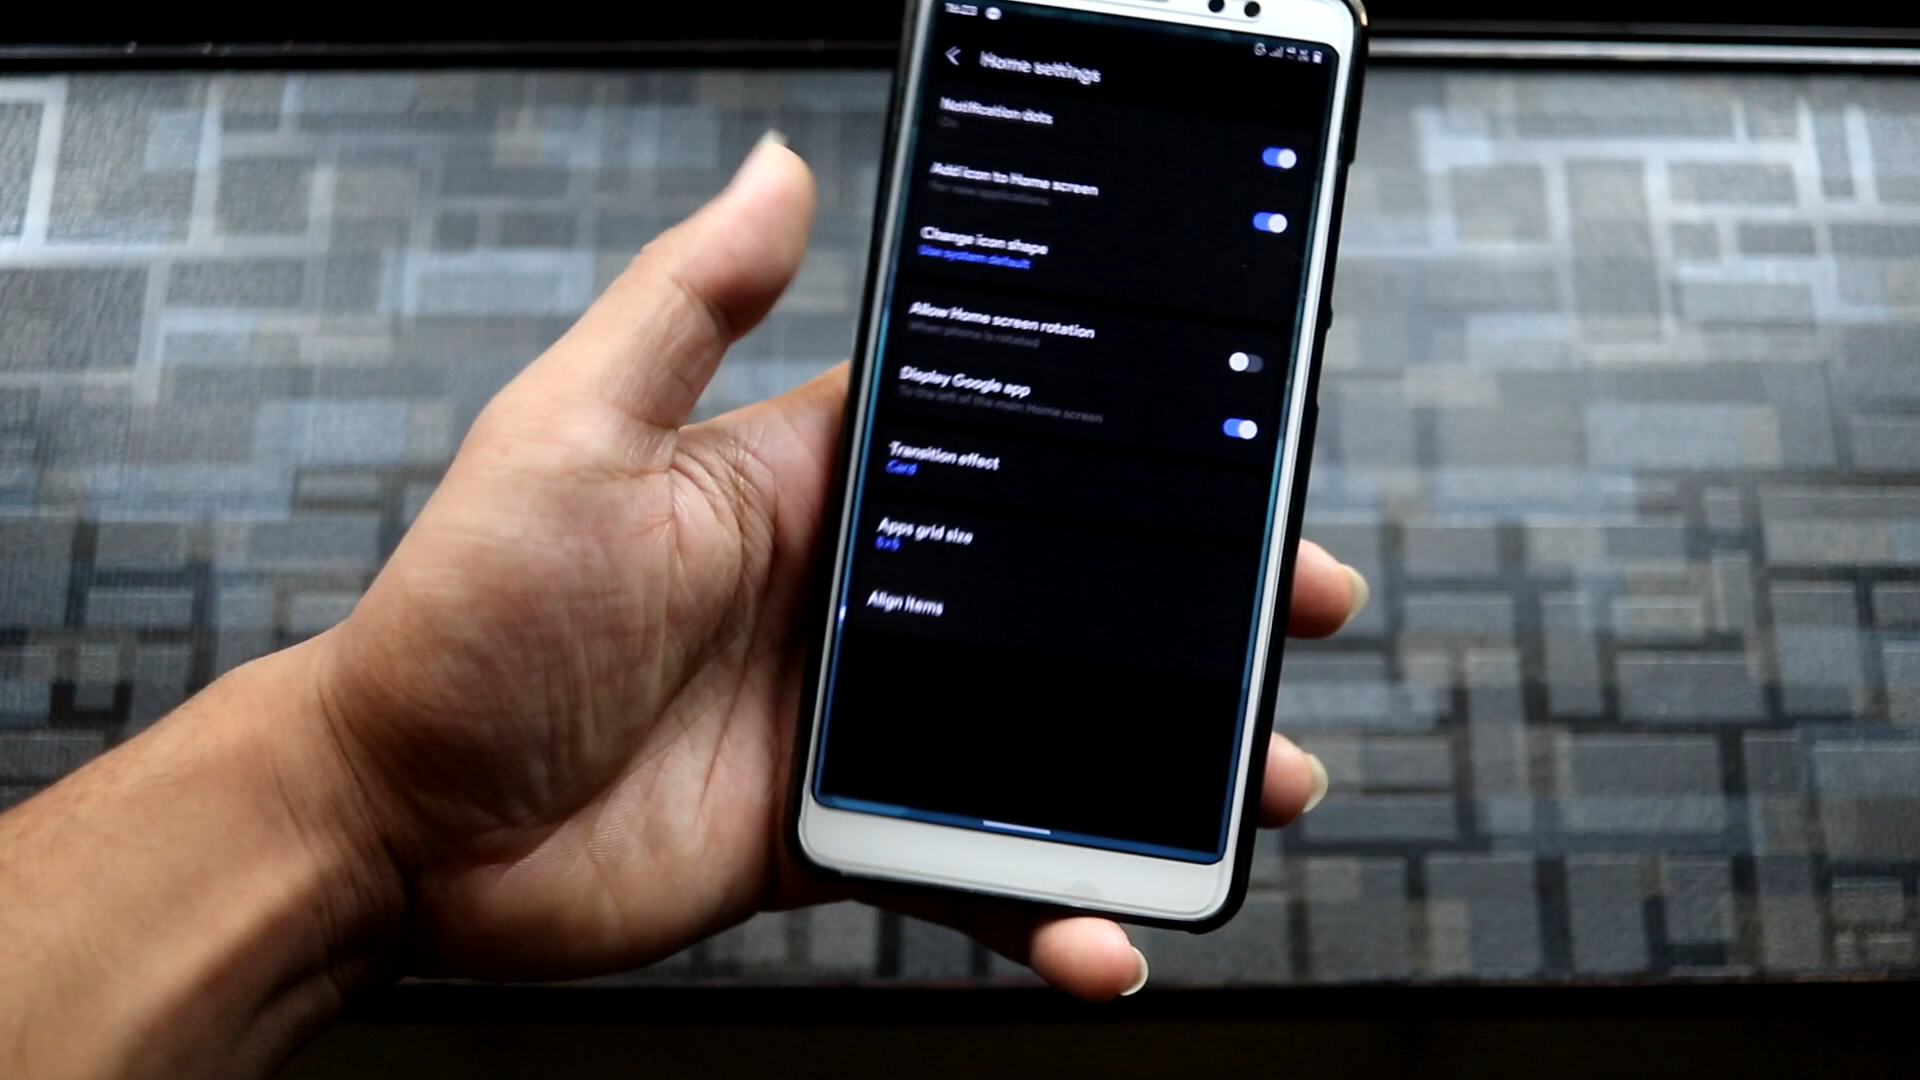 Home settings
Notification dots
On
Add icon to Home screen
For new applications
Change icon shape
Use system default
Allow Home screen rotation
When phone is rotated
Display Google app
To the left of the main Home screen
Transition effect
Card
Apps grid size
Align items